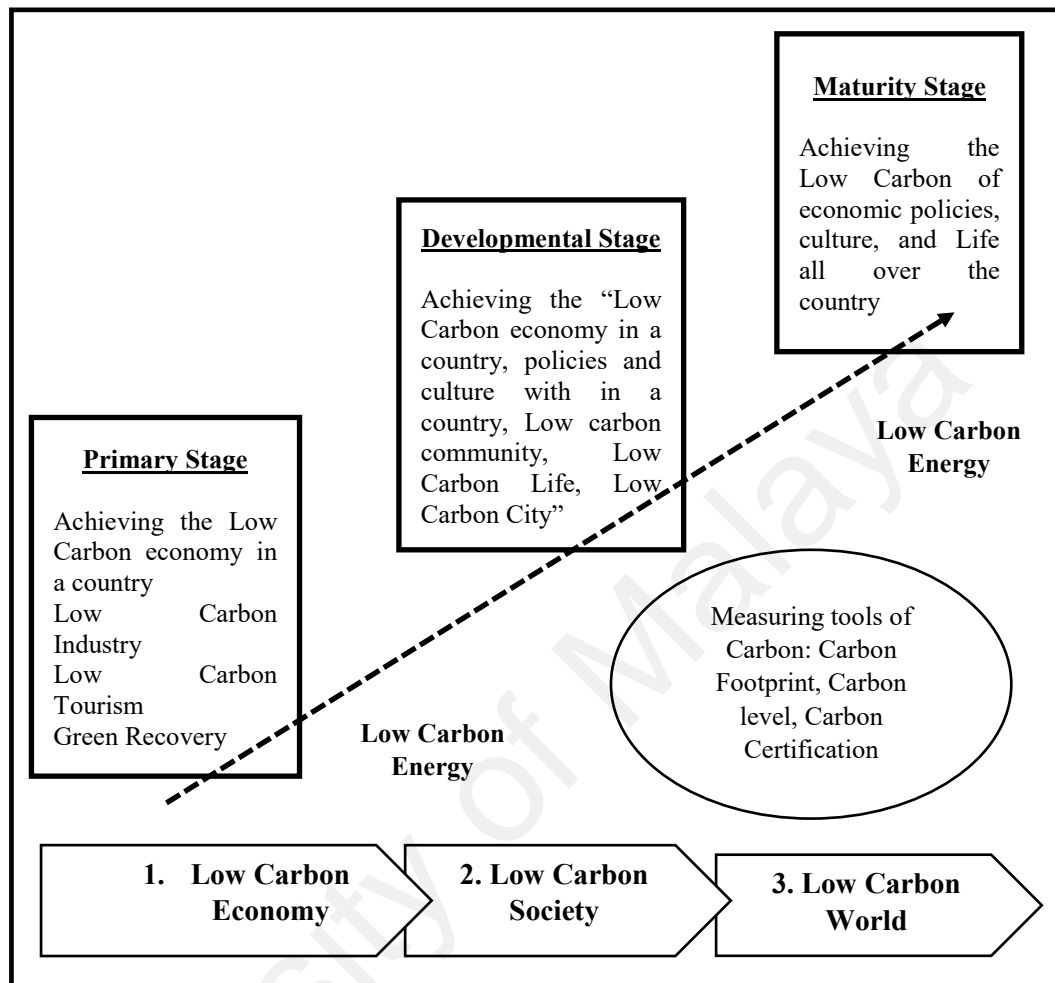 Maturity Stage
Achieving the
Low Carbon of
economic policies,
culture, and Life
all over the
country
Developmental Stage
Achieving the “Low
Carbon economy in a
country, policies and
culture with in a
country, Low carbon
community, Low
Carbon Life, Low
Carbon City”
Primary Stage
Achieving the Low
Carbon economy in
a country
Low Carbon
Industry
Low Carbon
Tourism
Green Recovery
Low Carbon
Energy
Low Carbon
Energy
Measuring tools of
Carbon: Carbon
Footprint, Carbon
level, Carbon
Certification
1. Low Carbon
Economy
2. Low Carbon
Society
3. Low Carbon
World
sity of Malaya